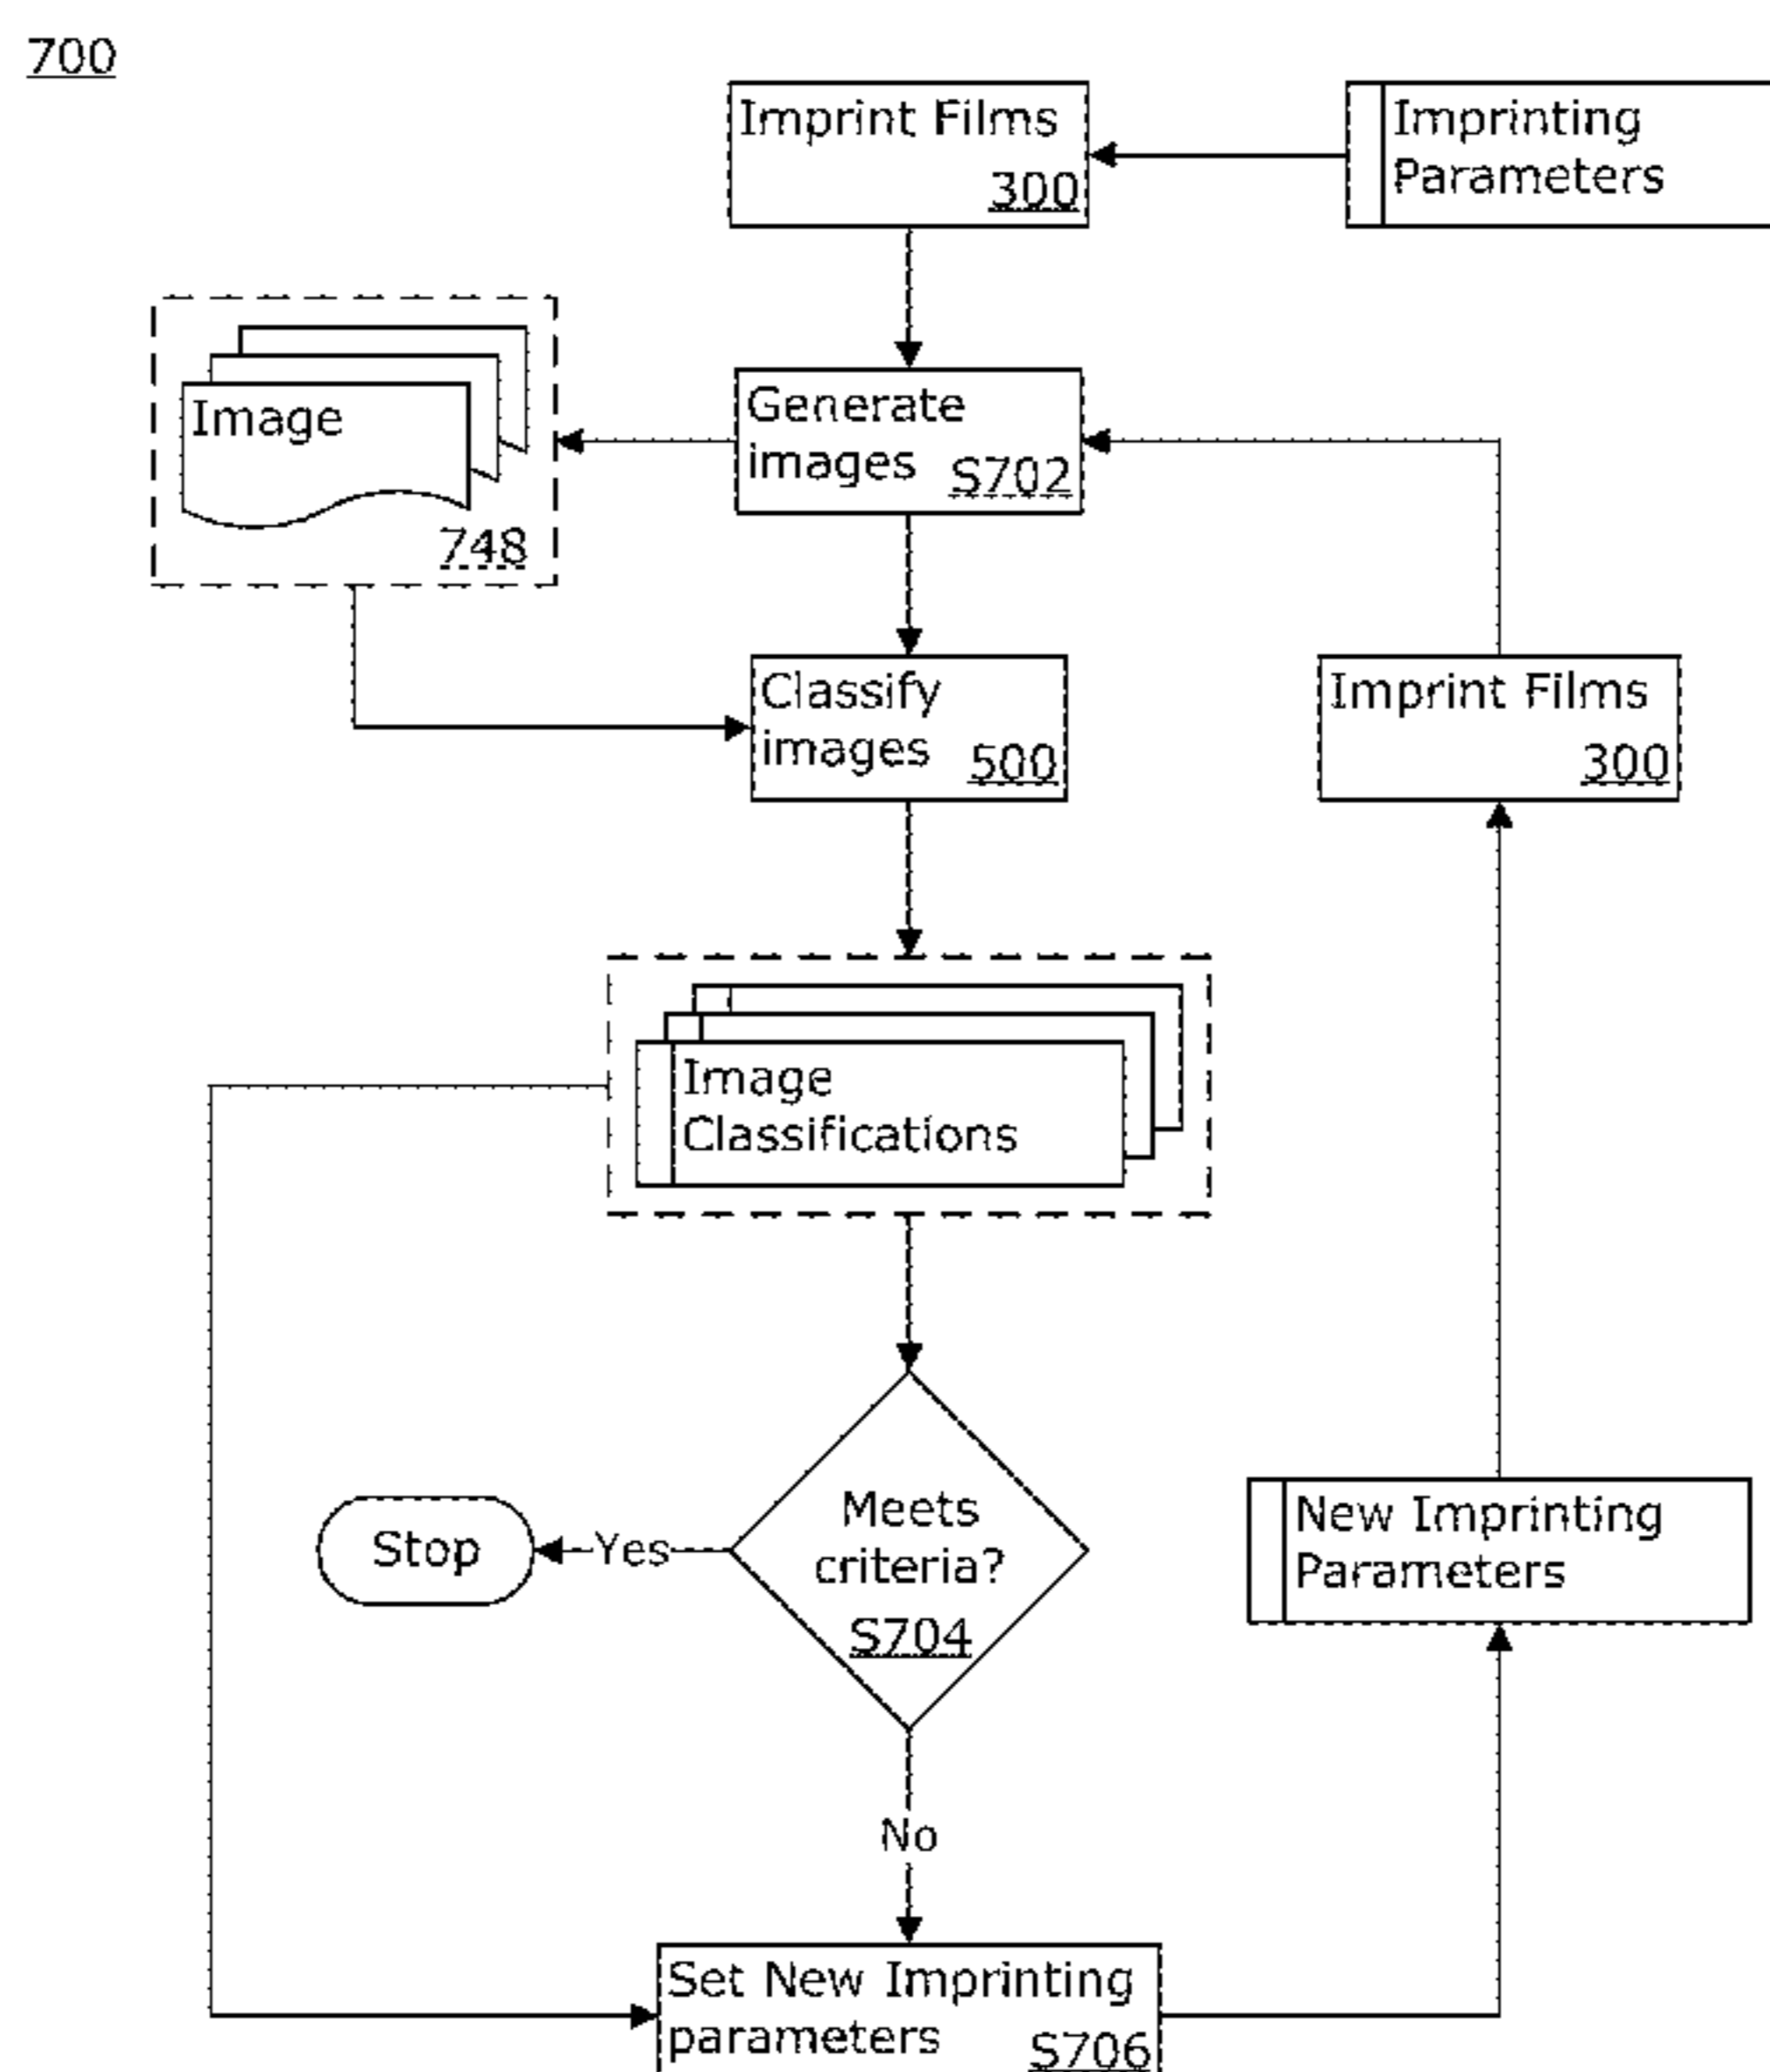 700
Imprint Films
300
Imprinting
Parameters
Image
748
Generate
images S702
Classify
images 500
Imprint Films
300
Image
Classifications
Meets
criteria?
S704
Yes
Stop
New Imprinting
Parameters
No
Set New Imprinting
parameters S706